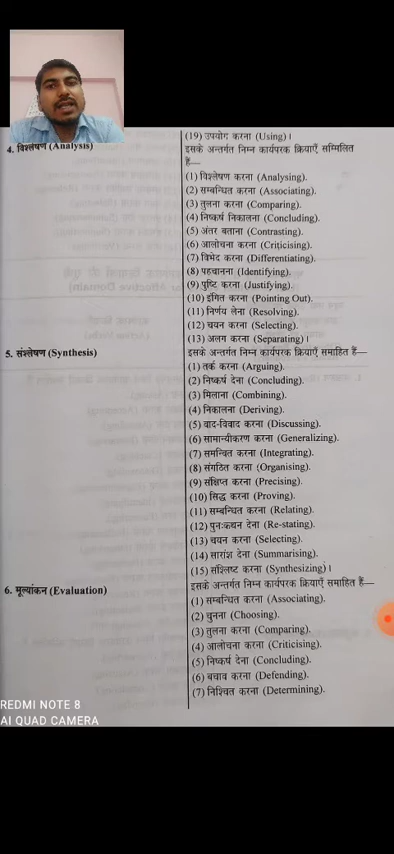 (19) उपयोग करना (Using)।
4. विश्लेषण (Analysis)
इसके अन्तर्गत निम्न कार्यपरक क्रियाएँ सम्मिलित
हैं—
(1) विश्लेषण करना (Analysing).
(2) सम्बन्धित करना (Associating).
(3) तुलना करना (Comparing).
(4) निष्कर्ष निकालना (Concluding).
(5) अंतर बताना (Contrasting).
(6) आलोचना करना (Criticising).
(7) विभेद करना (Differentiating).
(8) पहचानना (Identifying).
(9) पुष्टि करना (Justifying).
(10) इंगित करना (Pointing Out).
(11) निर्णय लेना (Resolving).
(12) चयन करना (Selecting).
(13) अलग करना (Separating)।
5. संश्लेषण (Synthesis)
इसके अन्तर्गत निम्न कार्यपरक क्रियाएँ समाहित हैं—
(1) तर्क करना (Arguing).
(2) निष्कर्ष देना (Concluding).
(3) मिलाना (Combining).
(4) निकालना (Deriving).
(5) वाद-विवाद करना (Discussing).
(6) सामान्यीकरण करना (Generalizing).
(7) समन्वित करना (Integrating).
(8) संगठित करना (Organising).
(9) संक्षिप्त करना (Precising).
(10) सिद्ध करना (Proving).
(11) सम्बन्धित करना (Relating).
(12) पुनःकथन देना (Re-stating).
(13) चयन करना (Selecting).
(14) सारांश देना (Summarising).
(15) संश्लिष्ट करना (Synthesizing)।
6. मूल्यांकन (Evaluation)
इसके अन्तर्गत निम्न कार्यपरक क्रियाएँ समाहित हैं—
(1) सम्बन्धित करना (Associating).
(2) चुनना (Choosing).
(3) तुलना करना (Comparing).
(4) आलोचना करना (Criticising).
(5) निष्कर्ष देना (Concluding).
(6) बचाव करना (Defending).
(7) निश्चित करना (Determining).
REDMI NOTE 8
AI QUAD CAMERA